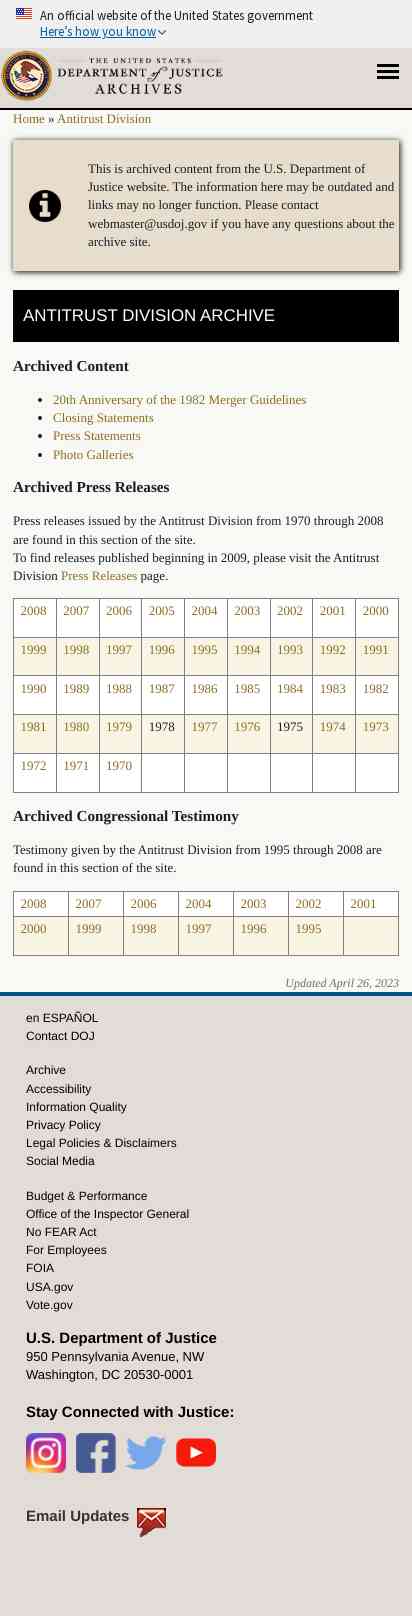 An official website of the United States government
Here's how you know
THE UNITED STATES
DEPARTMENT of JUSTICE
ARCHIVES
Home » Antitrust Division
This is archived content from the U.S. Department of
Justice website. The information here may be outdated and
links may no longer function. Please contact
webmaster@usdoj.gov if you have any questions about the
archive site.
ANTITRUST DIVISION ARCHIVE
Archived Content
• 20th Anniversary of the 1982 Merger Guidelines
• Closing Statements
• Press Statements
• Photo Galleries
Archived Press Releases
Press releases issued by the Antitrust Division from 1970 through 2008
are found in this section of the site.
To find releases published beginning in 2009, please visit the Antitrust
Division Press Releases page.
2008 2007 2006 2005 2004 2003 2002 2001 2000
1999 1998 1997 1996 1995 1994 1993 1992 1991
1990 1989 1988 1987 1986 1985 1984 1983 1982
1981 1980 1979 1978 1977 1976 1975 1974 1973
1972 1971 1970
Archived Congressional Testimony
Testimony given by the Antitrust Division from 1995 through 2008 are
found in this section of the site.
2008 2007 2006 2004 2003 2002 2001
2000 1999 1998 1997 1996 1995
Updated April 26, 2023
en ESPAÑOL
Contact DOJ
Archive
Accessibility
Information Quality
Privacy Policy
Legal Policies & Disclaimers
Social Media
Budget & Performance
Office of the Inspector General
No FEAR Act
For Employees
FOIA
USA.gov
Vote.gov
U.S. Department of Justice
950 Pennsylvania Avenue, NW
Washington, DC 20530-0001
Stay Connected with Justice:
Email Updates